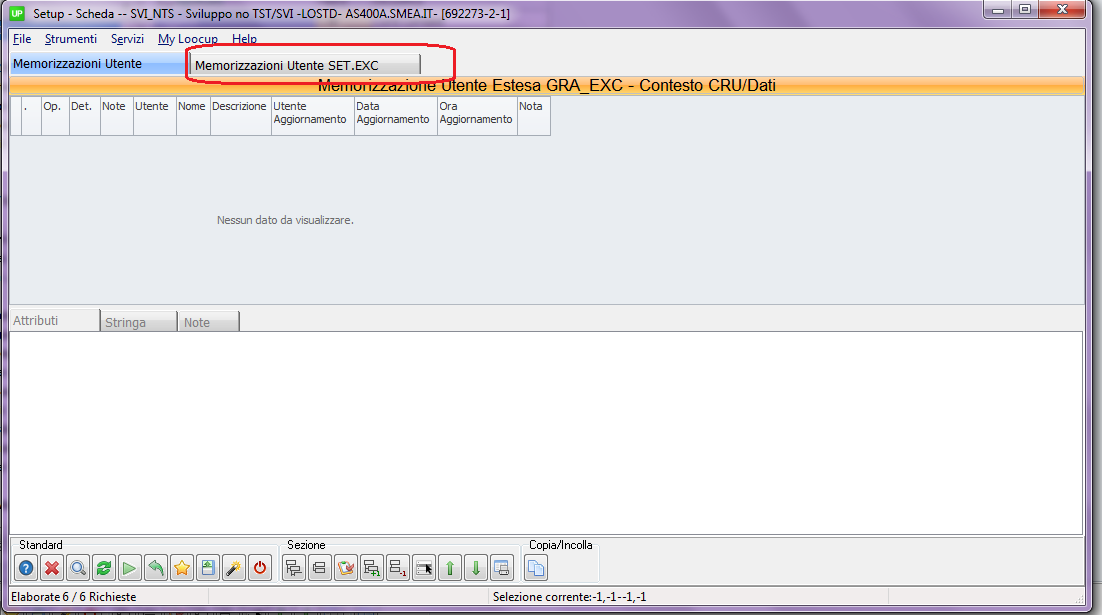 UP Setup - Scheda -- SVI_NTS - Sviluppo no TST/SVI -LOSTD- AS400A.SMEA.IT- [692273-2-1]
File Strumenti Servizi My Loocup Help
Memorizzazioni Utente Memorizzazioni Utente SET.EXC
Memorizzazione Utente Estesa GRA_EXC - Contesto CRU/Dati
. Op. Det. Note Utente Nome Descrizione Utente Data Ora Nota
Aggiornamento Aggiornamento Aggiornamento
Nessun dato da visualizzare.
Attributi Stringa Note
Standard Sezione Copia/Incolla
+1 -1
Elaborate 6 / 6 Richieste Selezione corrente:-1,-1--1,-1